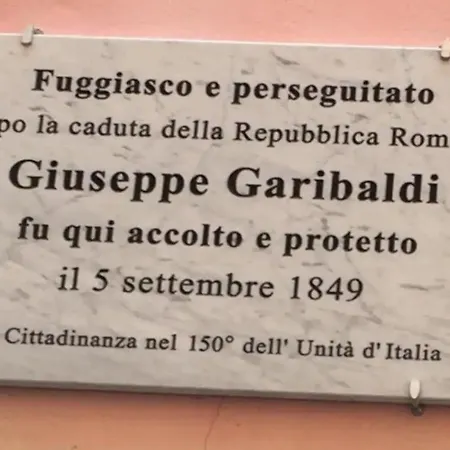 Fuggiasco e perseguitato
po la caduta della Repubblica Rom
Giuseppe Garibaldi
fu qui accolto e protetto
il 5 settembre 1849
Cittadinanza nel 150° dell' Unità d'Italia